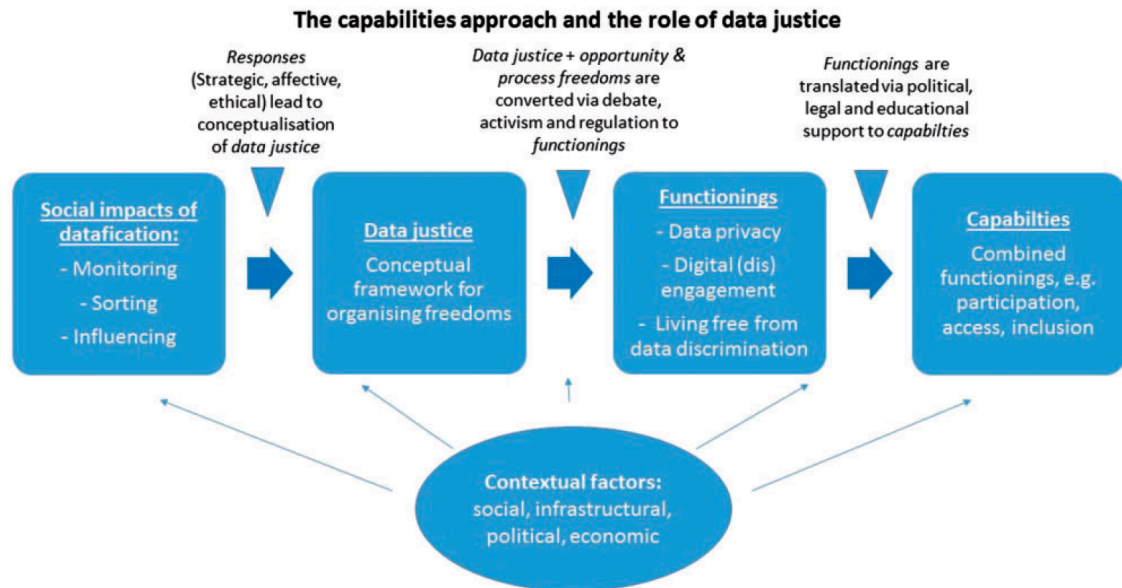 The capabilities approach and the role of data justice
Responses
(Strategic, affective,
ethical) lead to
conceptualisation
of data justice
Data justice + opportunity &
process freedoms are
converted via debate,
activism and regulation to
functionings
Functionings are
translated via political,
legal and educational
support to capabilties
Social impacts of
datafication:
- Monitoring
- Sorting
- Influencing
Data justice
Conceptual
framework for
organising freedoms
Functionings
- Data privacy
- Digital (dis)
engagement
- Living free from
data discrimination
Capabilties
Combined
functionings, e.g.
participation,
access, inclusion
Contextual factors:
social, infrastructural,
political, economic